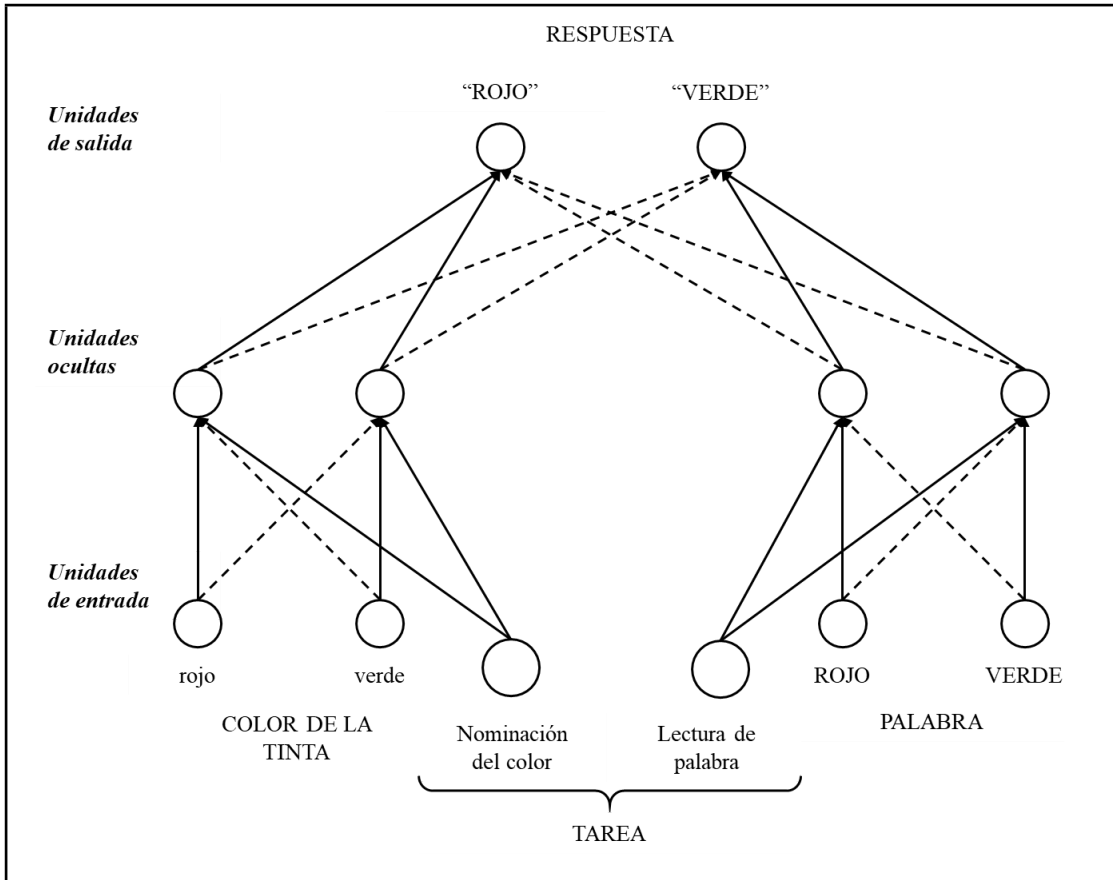 RESPUESTA
“ROJO”
“VERDE”
Unidades
de salida
Unidades
ocultas
Unidades
de entrada
rojo
verde
ROJO
VERDE
COLOR DE LA
TINTA
Nominación
del color
Lectura de
palabra
PALABRA
TAREA